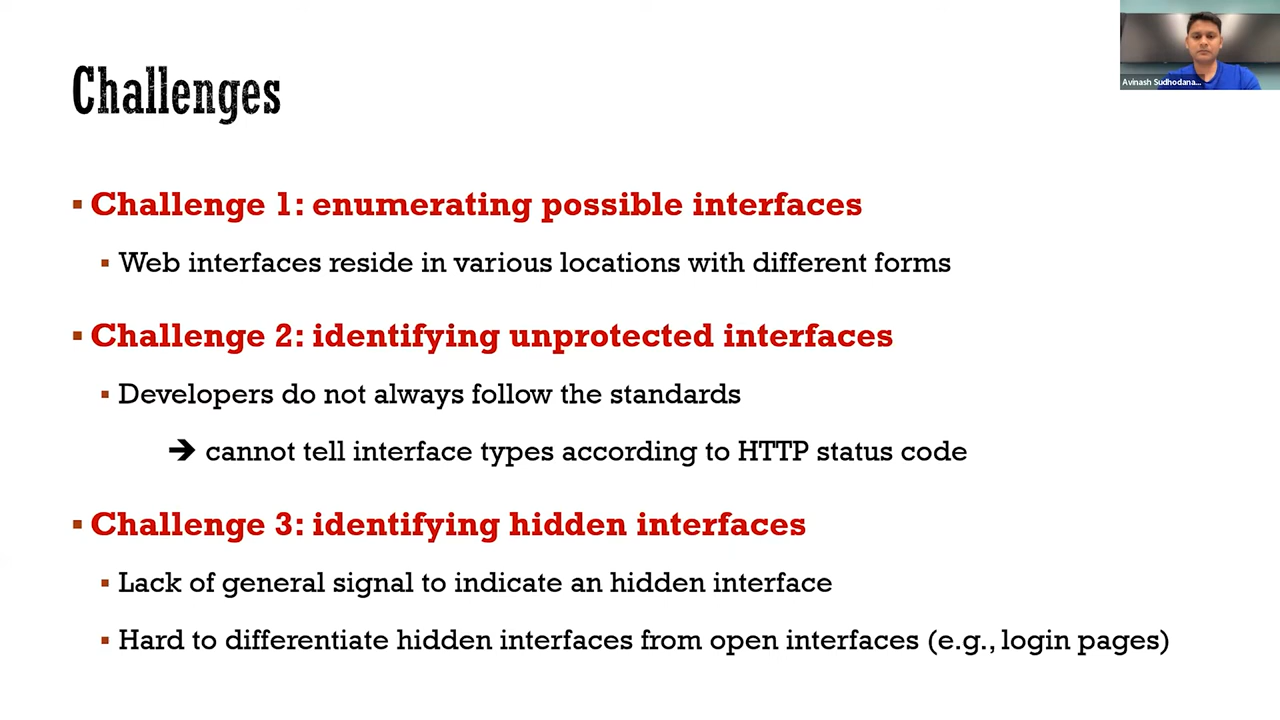 Challenges
Avinash Sudhodana...
▪ Challenge 1: enumerating possible interfaces
▪ Web interfaces reside in various locations with different forms
▪ Challenge 2: identifying unprotected interfaces
▪ Developers do not always follow the standards
➔ cannot tell interface types according to HTTP status code
▪ Challenge 3: identifying hidden interfaces
▪ Lack of general signal to indicate an hidden interface
▪ Hard to differentiate hidden interfaces from open interfaces (e.g., login pages)